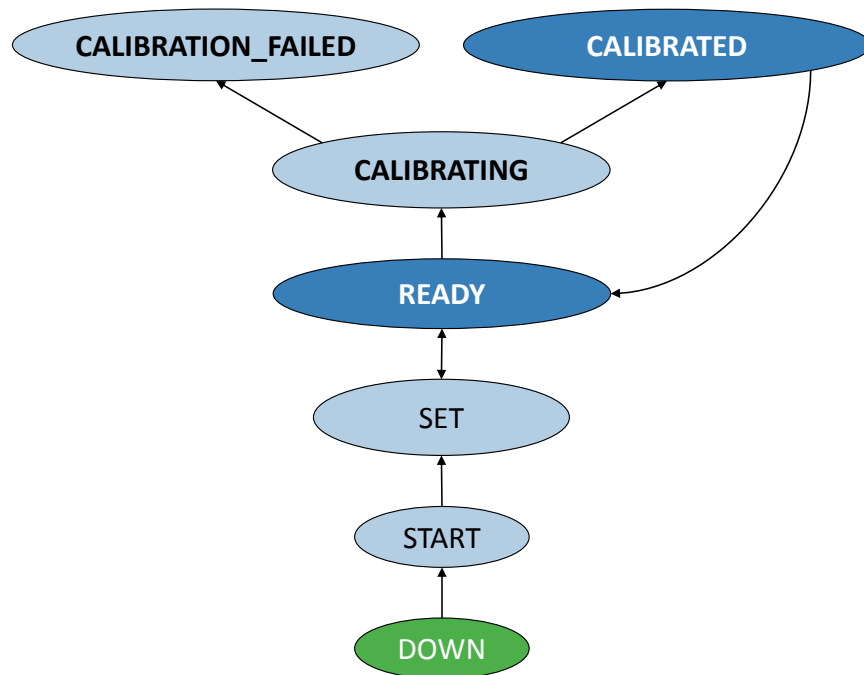 CALIBRATION_FAILED
CALIBRATED
CALIBRATING
READY
SET
START
DOWN